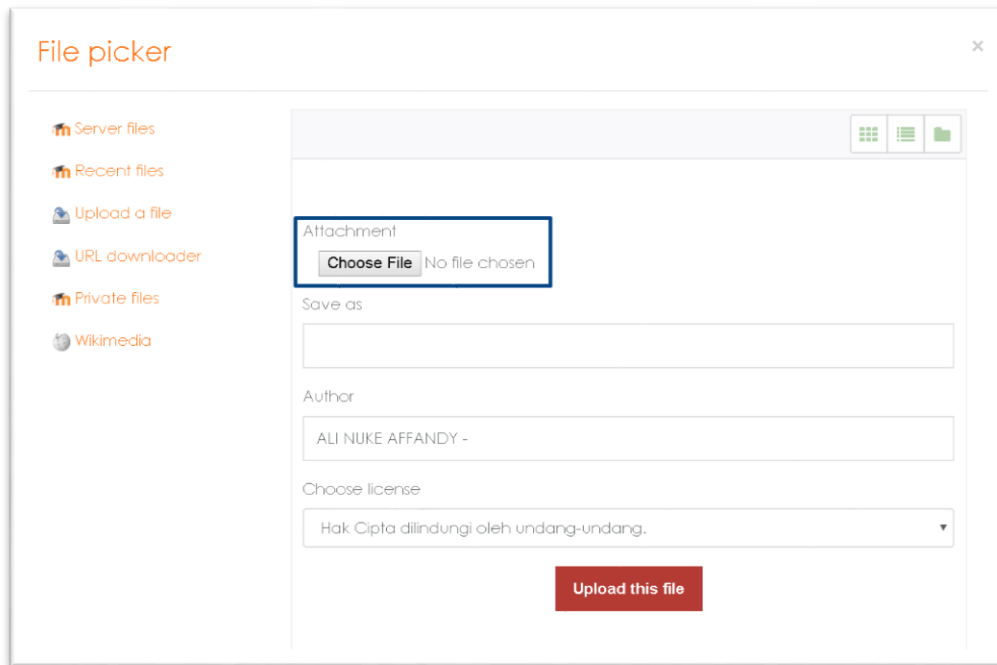 File picker
×
Server files
Recent files
Upload a file
URL downloader
Private files
Wikimedia
Attachment
Choose File No file chosen
Save as
Author
ALI NUKE AFFANDY -
Choose license
Hak Cipta dilindungi oleh undang-undang.
Upload this file